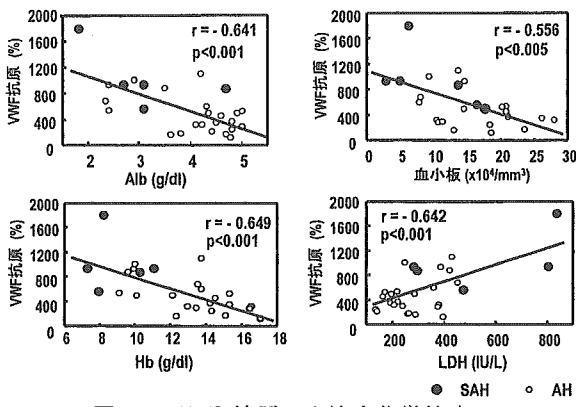 2000
1600
1200
800
400
0
VWF抗原 (%)
r = - 0.641
p<0.001
2 3 4 5
Alb (g/dl)
2000
1600
1200
800
400
0
VWF抗原 (%)
r = - 0.556
p<0.005
0 5 10 15 20 25 30
血小板 (x10⁴/mm³)
2000
1600
1200
800
400
0
VWF抗原 (%)
r = - 0.649
p<0.001
6 8 10 12 14 16 18
Hb (g/dl)
2000
1600
1200
800
400
0
VWF抗原 (%)
r = - 0.642
p<0.001
200 400 600 800
LDH (IU/L)
SAH AH